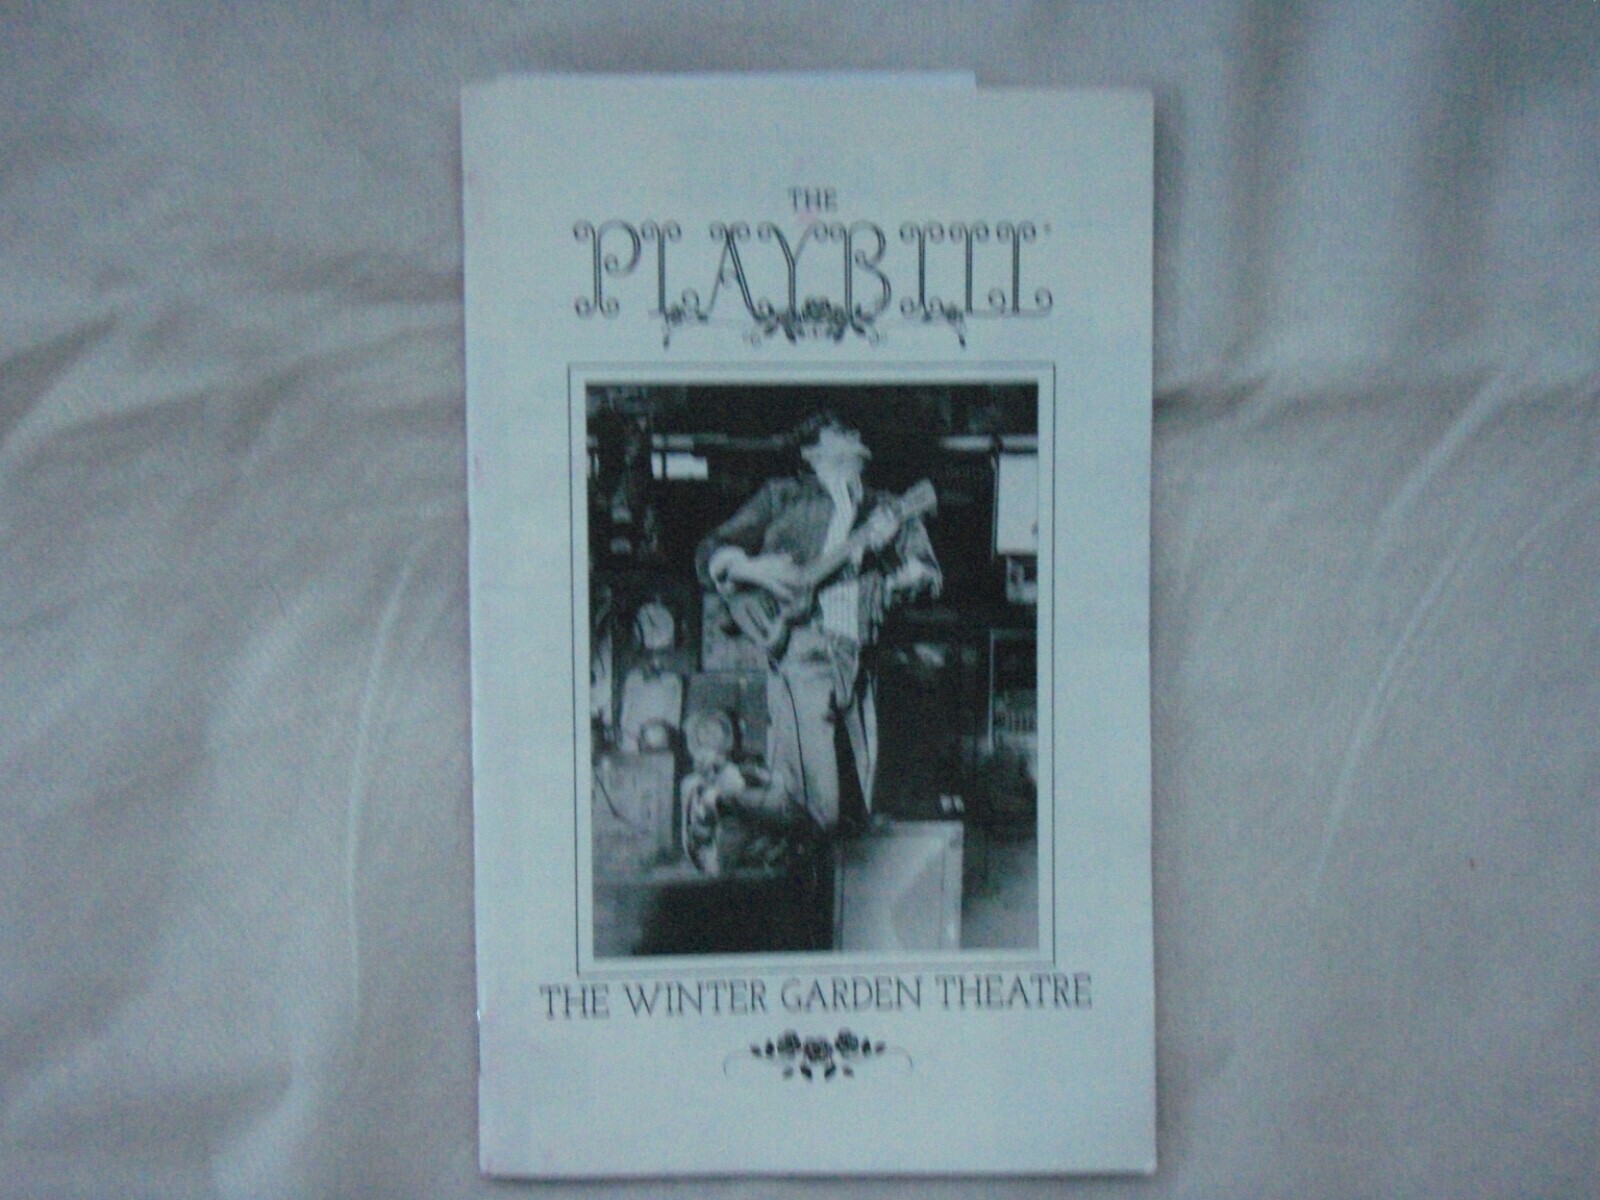 THE
PLAYBILL
THE WINTER GARDEN THEATRE